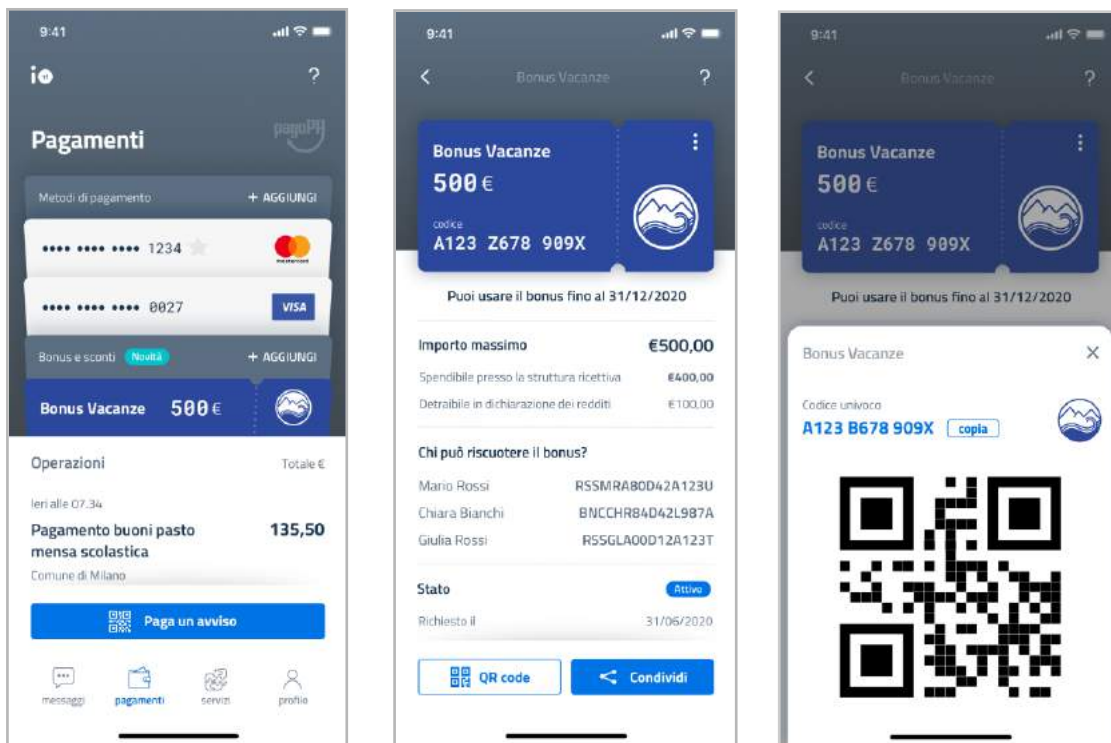 9:41
io
?
Pagamenti
pagoPA
Metodi di pagamento + AGGIUNGI
•••• •••• •••• 1234
mastercard
•••• •••• •••• 0027 VISA
Bonus e sconti Novità + AGGIUNGI
Bonus Vacanze 500 €
Operazioni Totale €
Ieri alle 07.34
Pagamento buoni pasto 135,50
mensa scolastica
Comune di Milano
Paga un avviso
messaggi pagamenti servizi profilo
9:41
Bonus Vacanze ?
Bonus Vacanze
500 €
codice
A123 Z678 909X
Puoi usare il bonus fino al 31/12/2020
Importo massimo €500,00
Spendibile presso la struttura ricettiva €400,00
Detraibile in dichiarazione dei redditi €100,00
Chi può riscuotere il bonus?
Mario Rossi RSSMRA80D42A123U
Chiara Bianchi BNCCHR84D42L987A
Giulia Rossi RSSGLA00D12A123T
Stato Attivo
Richiesto il 31/06/2020
QR code Condividi
9:41
Bonus Vacanze ?
Bonus Vacanze
500 €
codice
A123 Z678 909X
Puoi usare il bonus fino al 31/12/2020
Bonus Vacanze
Codice univoco
A123 B678 909X copia